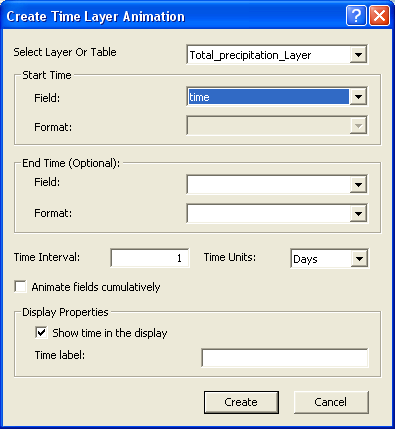 Create Time Layer Animation
Select Layer Or Table Total_precipitation_Layer
Start Time
Field: time
Format:
End Time (Optional):
Field:
Format:
Time Interval: 1 Time Units: Days
Animate fields cumulatively
Display Properties
Show time in the display
Time label:
Create Cancel